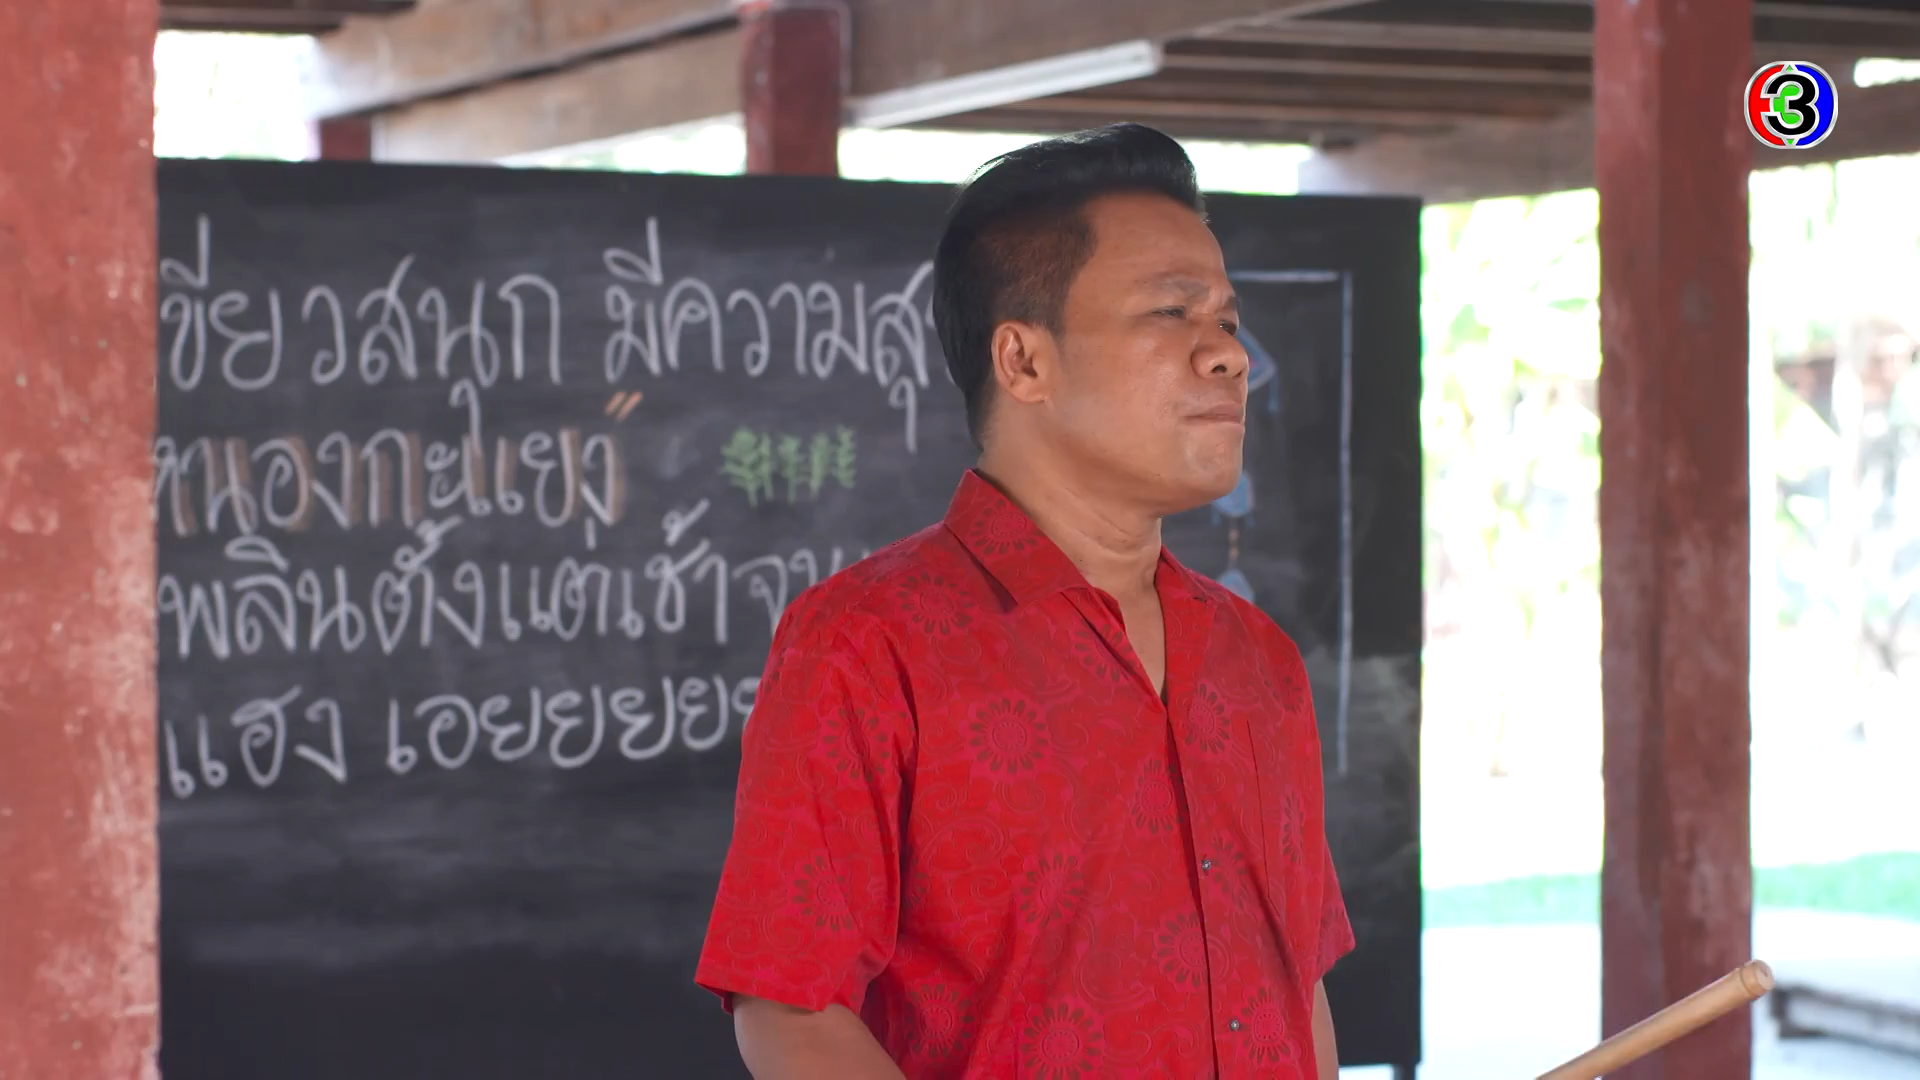 ขียวสนุก มีความสุ
หนองกะแยง"
พลินตั้งแต่เช้าจน
แฮง เอยยยยย
3